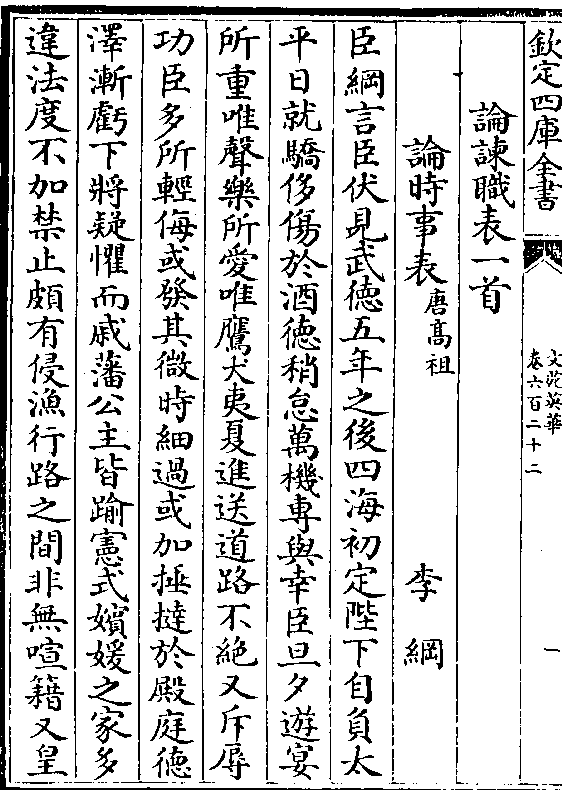 欽定四庫全書
文苑英華
卷六百二十二
一
論諫職表一首
論時事表唐髙祖
李綱
臣綱言臣伏見武徳五年之後四海初定陛下自負太
平日就驕侈傷於酒徳稍怠萬機專與幸臣旦夕遊宴
所重唯聲樂所愛唯鷹犬夷夏進送道路不絶又斥辱
功臣多所輕侮或發其微時細過或加捶撻於殿庭徳
澤漸虧下將疑懼而戚藩公主皆踰憲式嬪媛之家多
違法度不加禁止頗有侵漁行路之間非無喧籍又皇